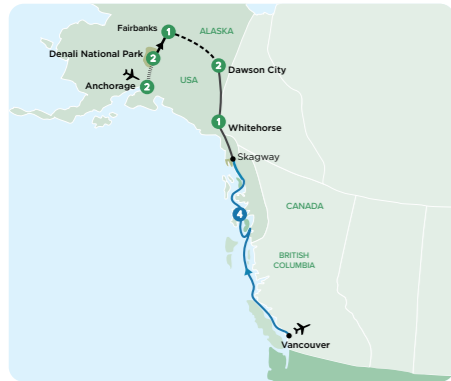 Fairbanks
ALASKA
1
Denali National Park
2
2
Dawson City
Anchorage
2
USA
1
Whitehorse
Skagway
CANADA
4
BRITISH
COLUMBIA
Vancouver